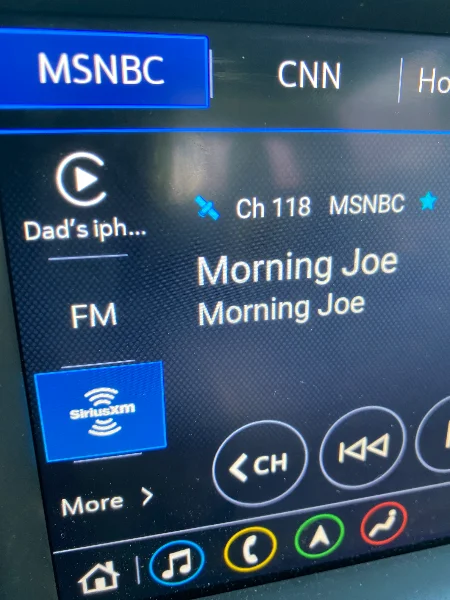 MSNBC CNN Ho
Dad's iph...
Ch 118 MSNBC
Morning Joe
Morning Joe
FM
SiriusXM
CH
More